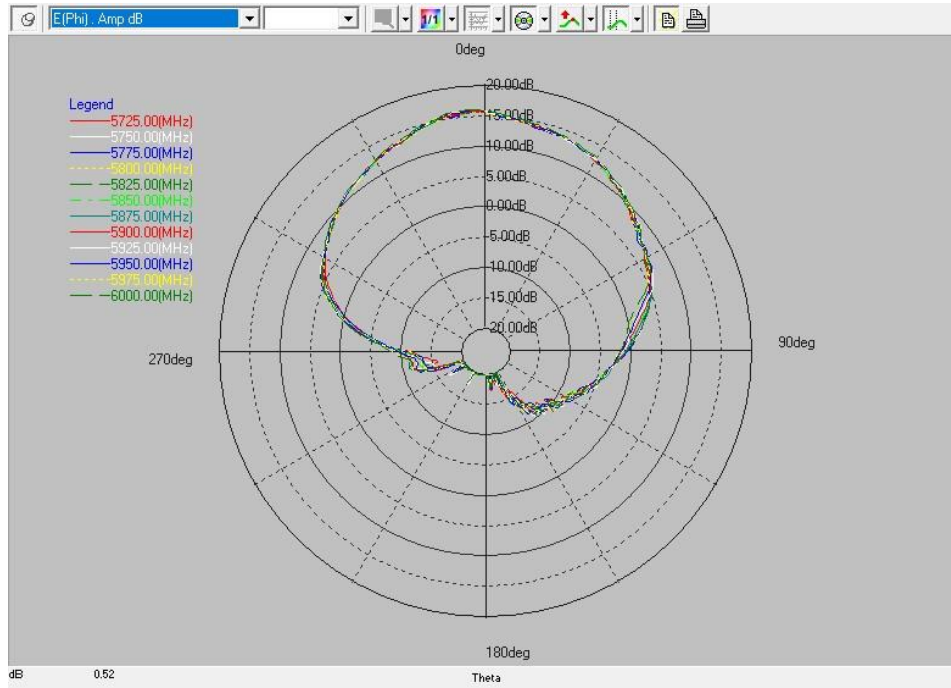 E(Phi) . Amp dB
1/1
0deg
20.00dB
Legend
5725.00(MHz)
15.00dB
5750.00(MHz)
5775.00(MHz)
10.00dB
5800.00(MHz)
5825.00(MHz)
5.00dB
5850.00(MHz)
5875.00(MHz)
0.00dB
5900.00(MHz)
5925.00(MHz)
-5.00dB
5950.00(MHz)
5975.00(MHz)
-10.00dB
6000.00(MHz)
-15.00dB
-20.00dB
90deg
270deg
180deg
dB 0.52 Theta